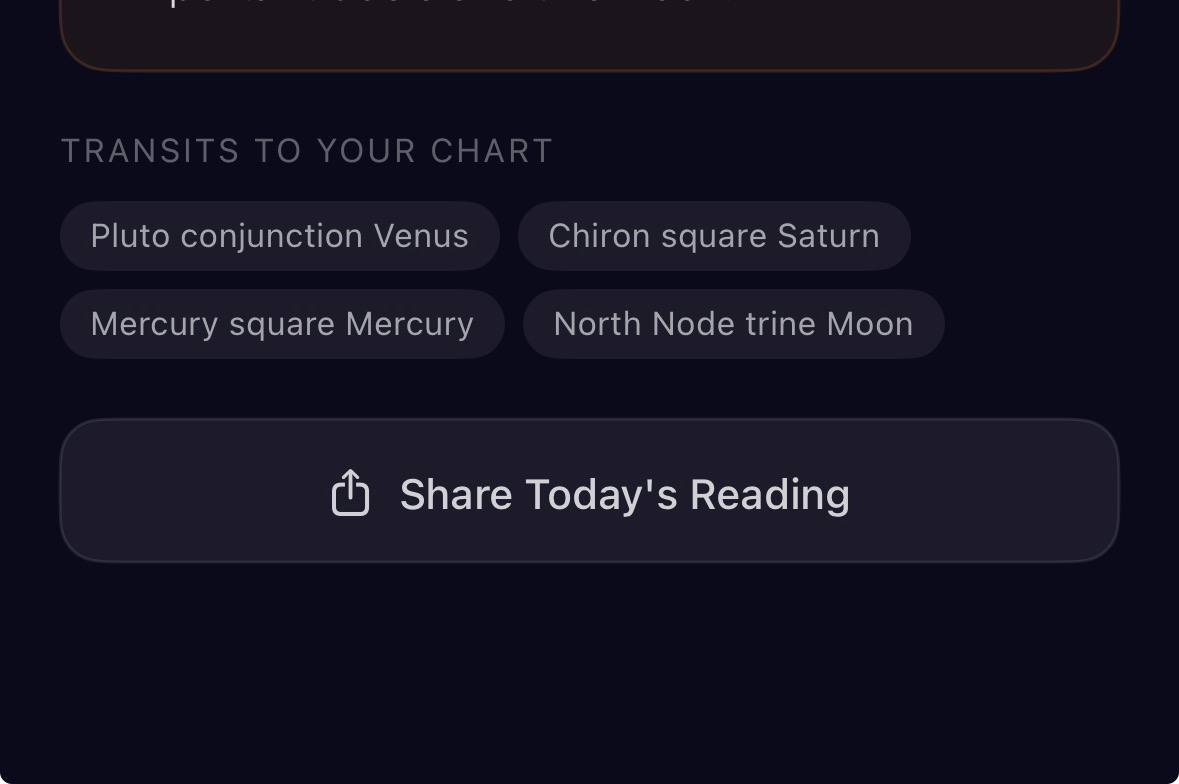 TRANSITS TO YOUR CHART
Pluto conjunction Venus
Chiron square Saturn
Mercury square Mercury
North Node trine Moon
Share Today's Reading